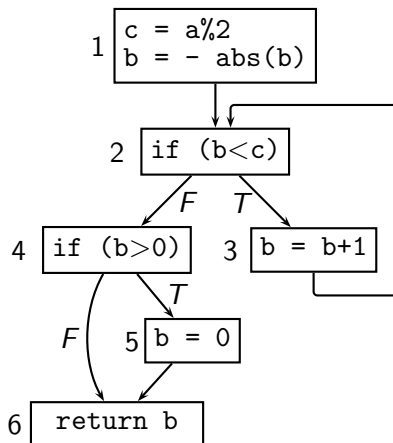 1
c = a%2
b = - abs(b)
2
if (b<c)
F
T
4
if (b>0)
3
b = b+1
F
T
5
b = 0
6
return b